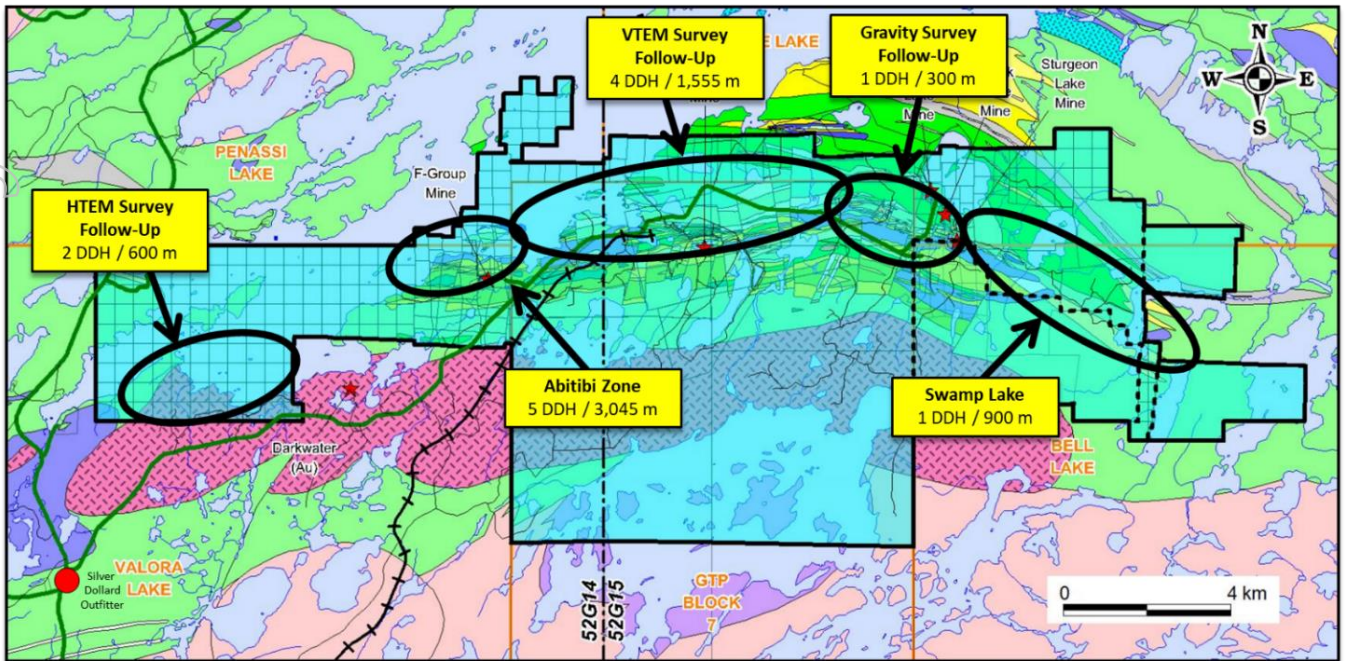 VTEM Survey
Follow-Up
4 DDH / 1,555 m
E LAKE
Gravity Survey
Follow-Up
1 DDH / 300 m
Sturgeon
Lake
Mine
N
W
E
S
Mine
Mine
PENASSI
LAKE
F-Group
Mine
HTEM Survey
Follow-Up
2 DDH / 600 m
Abitibi Zone
5 DDH / 3,045 m
Swamp Lake
1 DDH / 900 m
Darkwater
(Au)
BELL
LAKE
VALORA
LAKE
Silver
Dollard
Outfitter
52G14
52G15
GTP
BLOCK
7
0
4 km